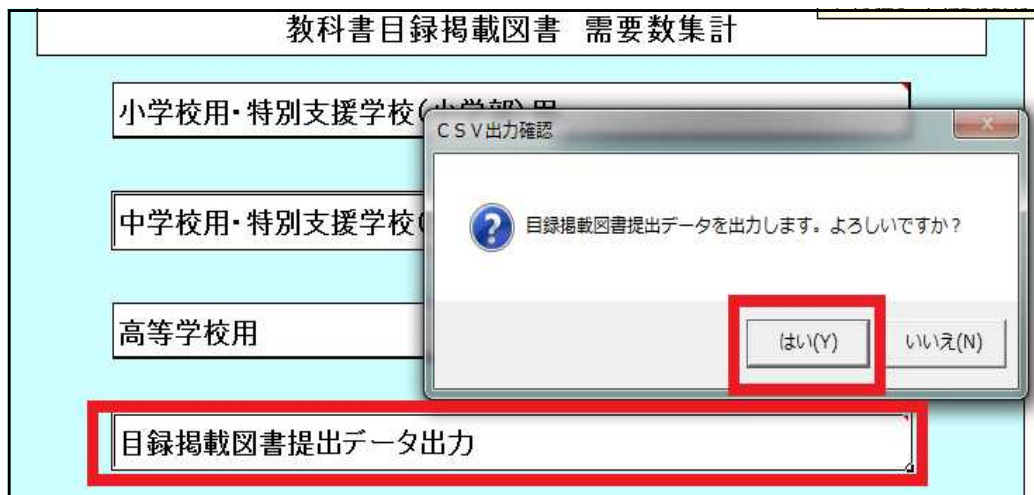 教科書目録掲載図書 需要数集計
小学校用・特別支援学校(小学部)用
CSV出力確認
中学校用・特別支援学校(
目録掲載図書提出データを出力します。よろしいですか?
高等学校用
はい(Y)
いいえ(N)
目録掲載図書提出データ出力